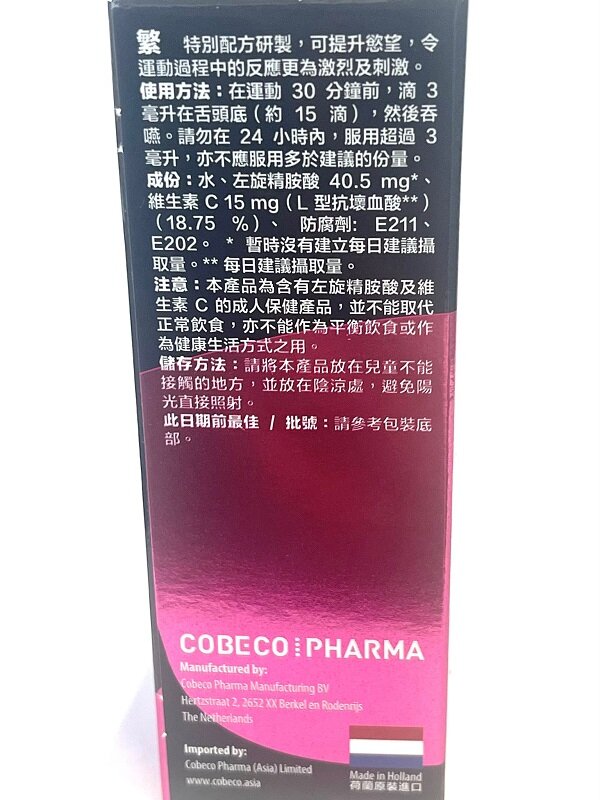 繁 特別配方研製，可提升慾望，令
運動過程中的反應更為激烈及刺激。
使用方法：在運動 30 分鐘前，滴 3
毫升在舌頭底（約 15 滴），然後吞
嚥。請勿在 24 小時內，服用超過 3
毫升，亦不應服用多於建議的份量。
成份：水、左旋精胺酸 40.5 mg*、
維生素 C 15 mg（L 型抗壞血酸**）
（18.75 %）、 防腐劑: E211、
E202。 * 暫時沒有建立每日建議攝
取量。** 每日建議攝取量。
注意：本產品為含有左旋精胺酸及維
生素 C 的成人保健產品，並不能取代
正常飲食，亦不能作為平衡飲食或作
為健康生活方式之用。
儲存方法：請將本產品放在兒童不能
接觸的地方，並放在陰涼處，避免陽
光直接照射。
此日期前最佳 / 批號：請參考包裝底
部。
COBECO PHARMA
Manufactured by:
Cobeco Pharma Manufacturing BV
Hertzstraat 2, 2652 XX Berkel en Rodenrijs
The Netherlands
Imported by:
Cobeco Pharma (Asia) Limited
www.cobeco.asia
Made in Holland
荷蘭原裝進口